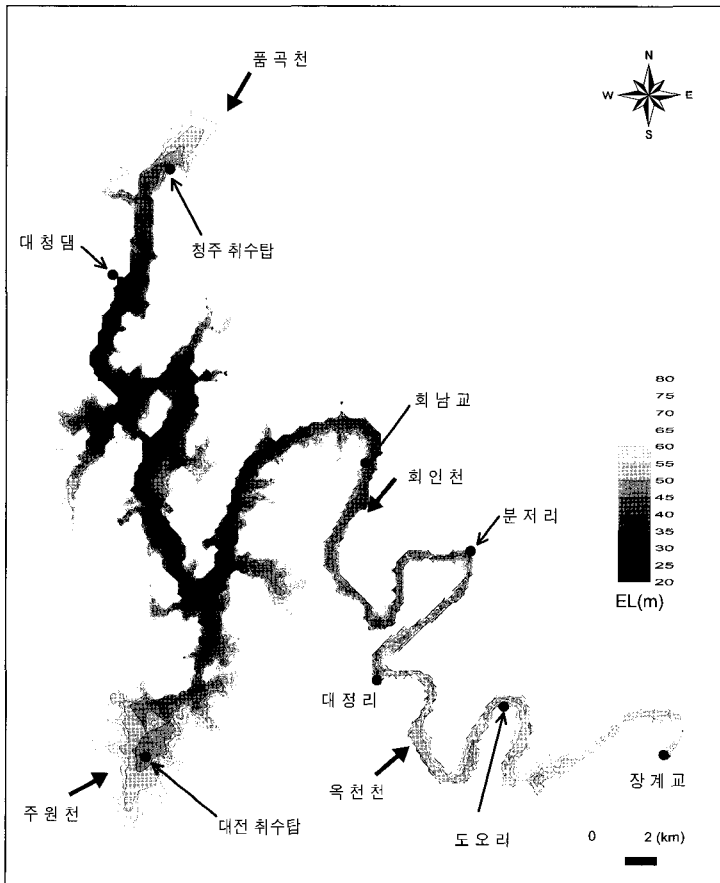 품곡천
N
W E
S
청주 취수탑
대청댐
회남교
회인천
분저리
80
75
70
65
60
55
50
45
40
35
30
25
20
EL(m)
대정리
옥천천
도오리
장계교
주원천
대전 취수탑
0 2 (km)